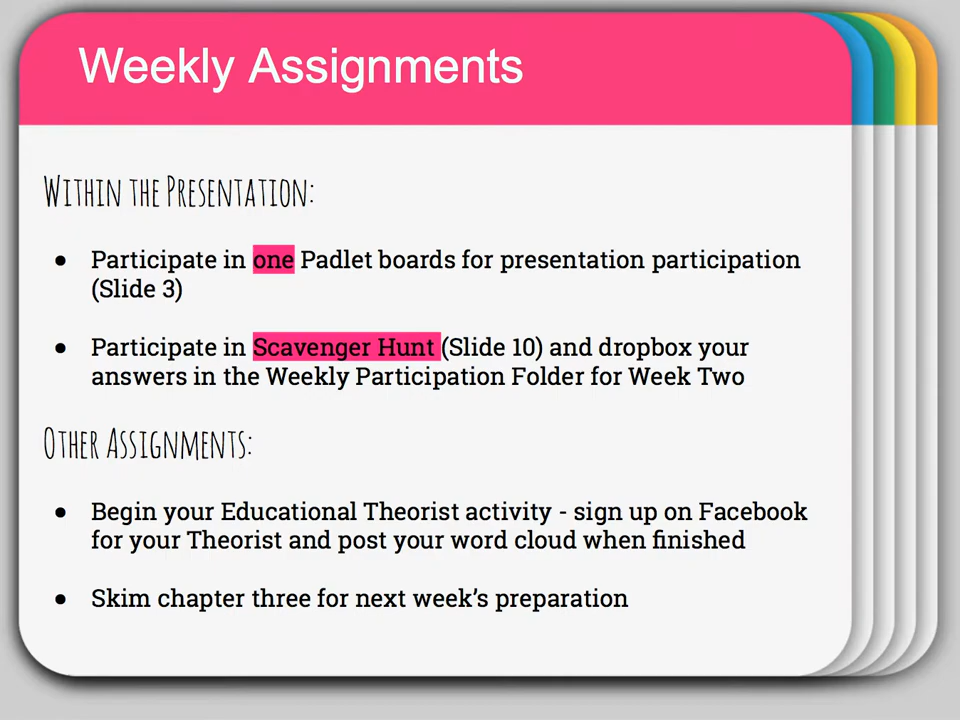 Weekly Assignments
Within the Presentation:
● Participate in one Padlet boards for presentation participation
(Slide 3)
● Participate in Scavenger Hunt (Slide 10) and dropbox your
answers in the Weekly Participation Folder for Week Two
Other Assignments:
● Begin your Educational Theorist activity - sign up on Facebook
for your Theorist and post your word cloud when finished
● Skim chapter three for next week’s preparation